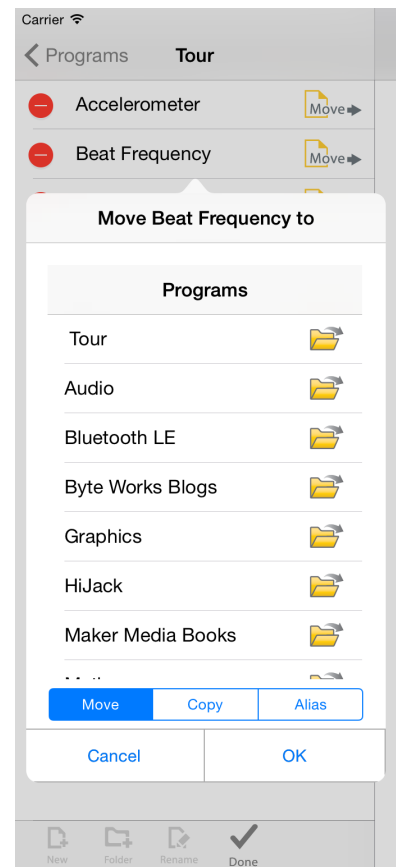 Carrier
Programs Tour
Accelerometer Move
Beat Frequency Move
Move Beat Frequency to
Programs
Tour
Audio
Bluetooth LE
Byte Works Blogs
Graphics
HiJack
Maker Media Books
Move Copy Alias
Cancel OK
New Folder Rename Done